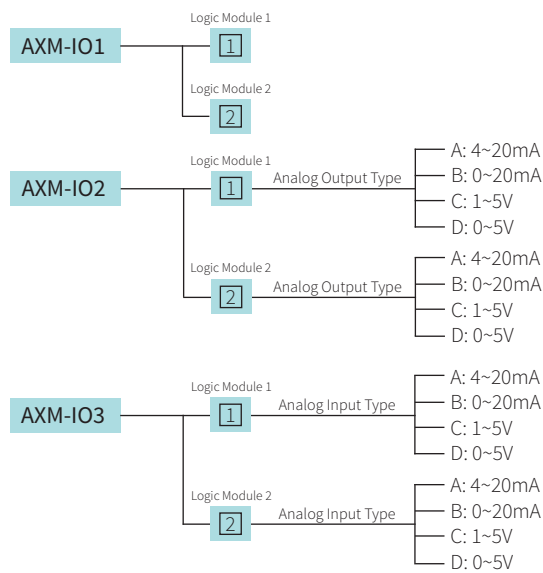 Logic Module 1
AXM-IO1
1
Logic Module 2
2
Logic Module 1
AXM-IO2
1
Analog Output Type
A: 4~20mA
B: 0~20mA
C: 1~5V
D: 0~5V
Logic Module 2
2
Analog Output Type
A: 4~20mA
B: 0~20mA
C: 1~5V
D: 0~5V
Logic Module 1
AXM-IO3
1
Analog Input Type
A: 4~20mA
B: 0~20mA
C: 1~5V
D: 0~5V
Logic Module 2
2
Analog Input Type
A: 4~20mA
B: 0~20mA
C: 1~5V
D: 0~5V